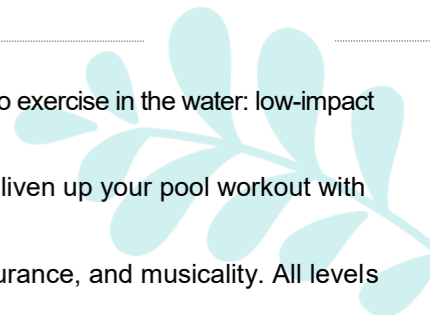 o exercise in the water: low-impact
liven up your pool workout with
urance, and musicality. All levels